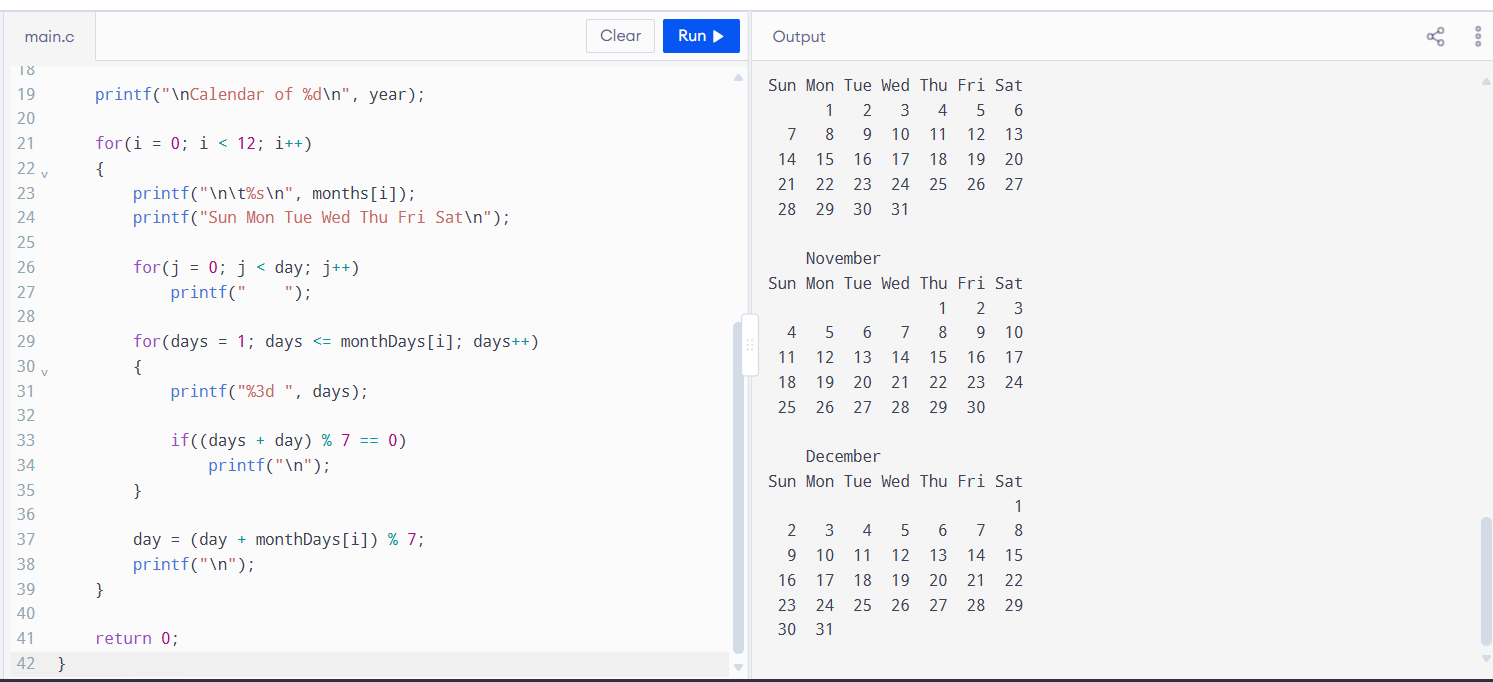 main.c
Clear
Run
18
19 printf("\nCalendar of %d\n", year);
20
21 for(i = 0; i < 12; i++)
22 {
23 printf("\n\t%s\n", months[i]);
24 printf("Sun Mon Tue Wed Thu Fri Sat\n");
25
26 for(j = 0; j < day; j++)
27 printf("    ");
28
29 for(days = 1; days <= monthDays[i]; days++)
30 {
31 printf("%3d ", days);
32
33 if((days + day) % 7 == 0)
34 printf("\n");
35 }
36
37 day = (day + monthDays[i]) % 7;
38 printf("\n");
39 }
40
41 return 0;
42 }
Output
Sun Mon Tue Wed Thu Fri Sat
1 2 3 4 5 6
7 8 9 10 11 12 13
14 15 16 17 18 19 20
21 22 23 24 25 26 27
28 29 30 31
November
Sun Mon Tue Wed Thu Fri Sat
1 2 3
4 5 6 7 8 9 10
11 12 13 14 15 16 17
18 19 20 21 22 23 24
25 26 27 28 29 30
December
Sun Mon Tue Wed Thu Fri Sat
1
2 3 4 5 6 7 8
9 10 11 12 13 14 15
16 17 18 19 20 21 22
23 24 25 26 27 28 29
30 31